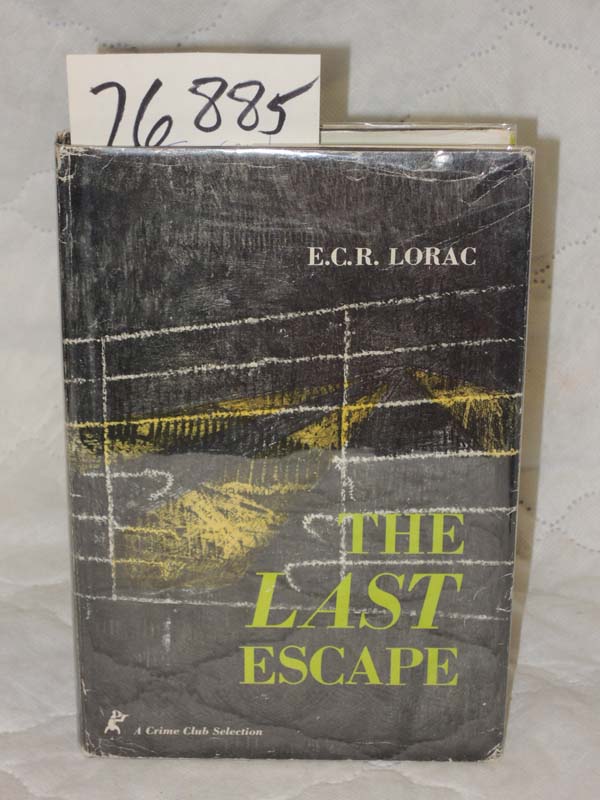 76885
E.C.R. LORAC
THE
LAST
ESCAPE
A Crime Club Selection